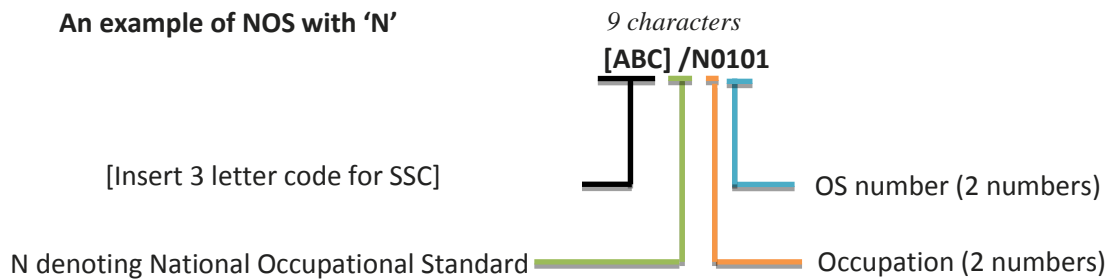 An example of NOS with ‘N’
9 characters
[ABC] /N0101
[Insert 3 letter code for SSC]
OS number (2 numbers)
N denoting National Occupational Standard
Occupation (2 numbers)